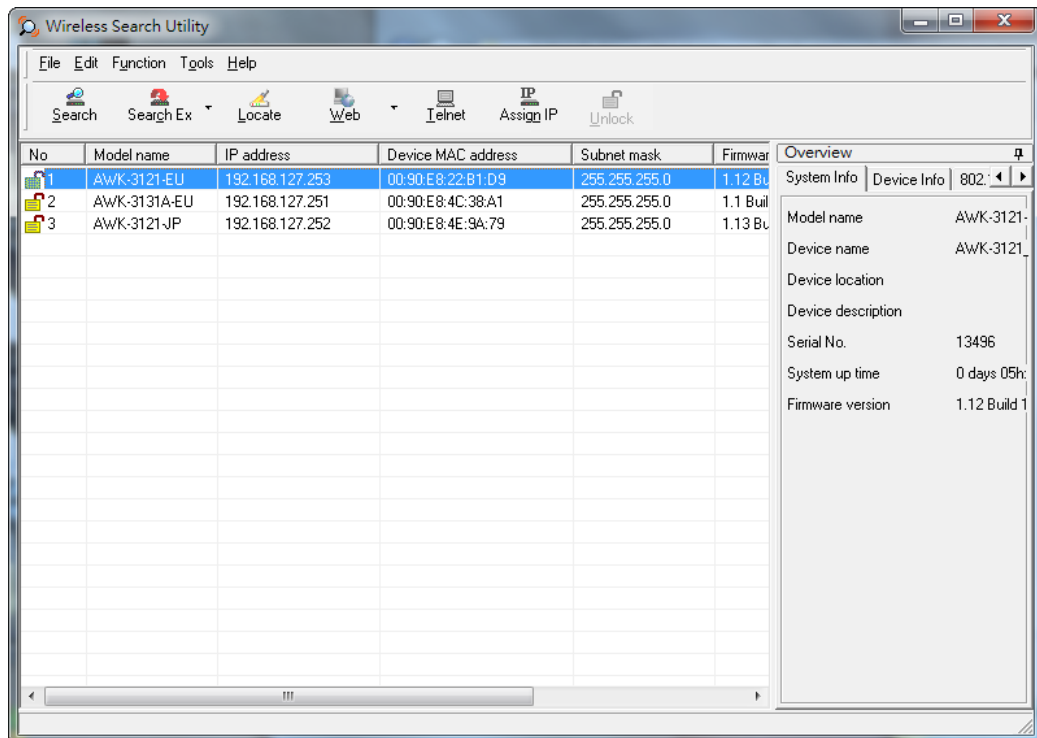 Wireless Search Utility
File Edit Function Tools Help
Search Search Ex Locate Web Telnet Assign IP Unlock
No Model name IP address Device MAC address Subnet mask Firmwar
1 AWK-3121-EU 192.168.127.253 00:90:E8:22:B1:D9 255.255.255.0 1.12 Bu
2 AWK-3131A-EU 192.168.127.251 00:90:E8:4C:38:A1 255.255.255.0 1.1 Buil
3 AWK-3121-JP 192.168.127.252 00:90:E8:4E:9A:79 255.255.255.0 1.13 Bu
Overview
System Info Device Info 802.
Model name AWK-3121-
Device name AWK-3121_
Device location
Device description
Serial No. 13496
System up time 0 days 05h:
Firmware version 1.12 Build 1